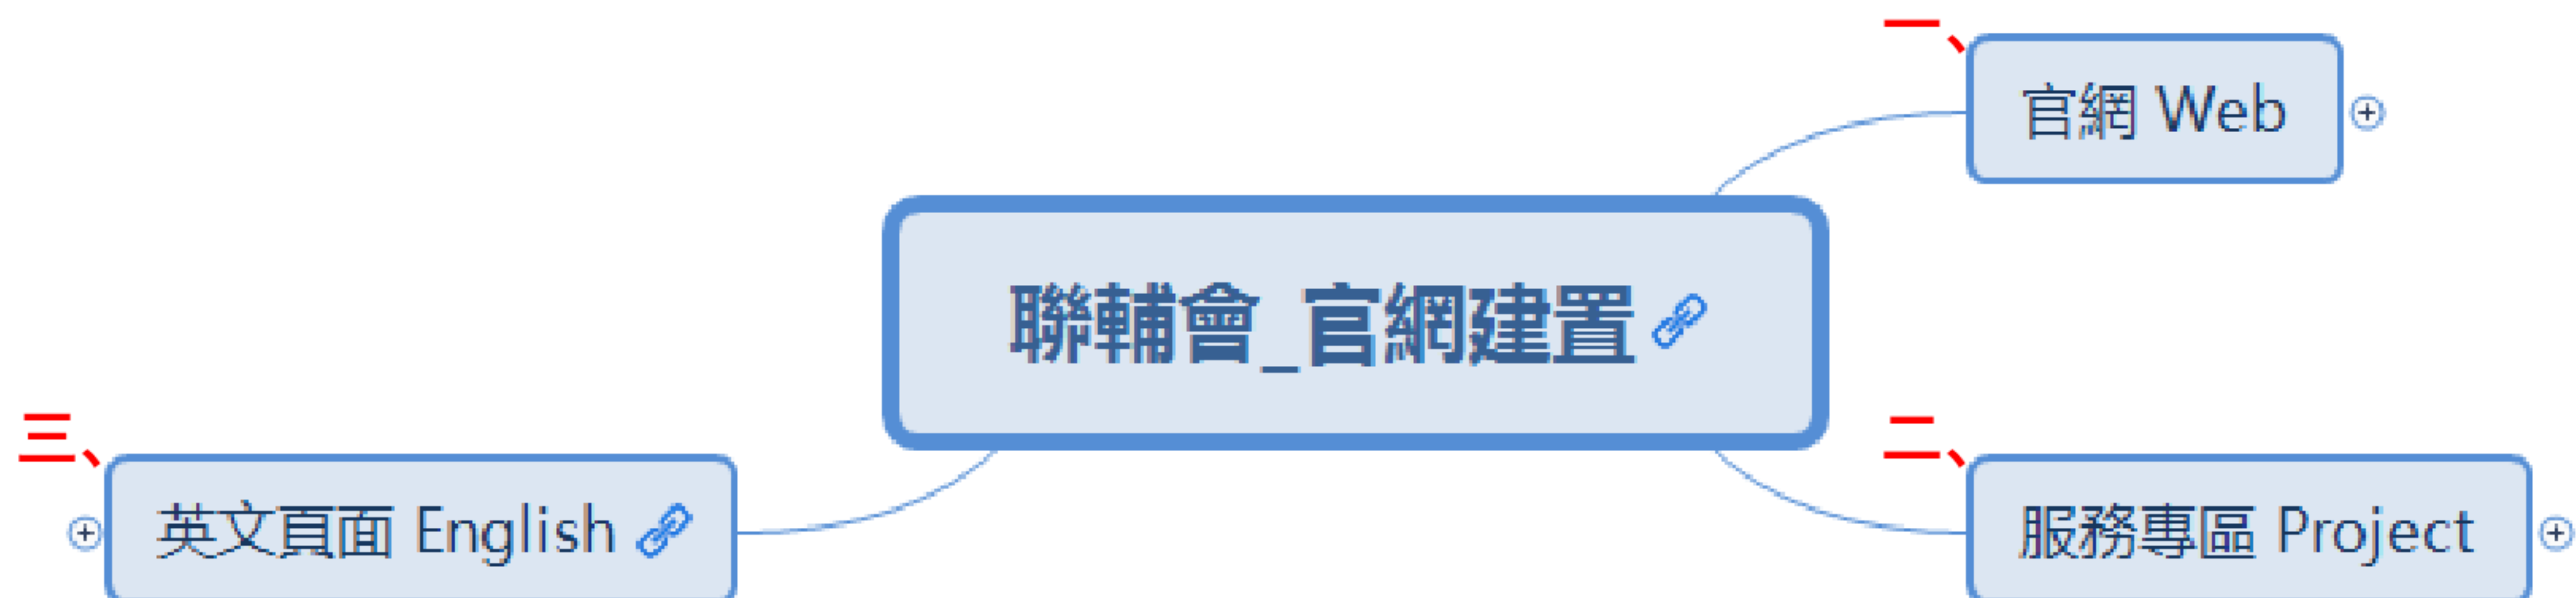 一、
官網 Web
聯輔會_官網建置
二、
服務專區 Project
三、
英文頁面 English